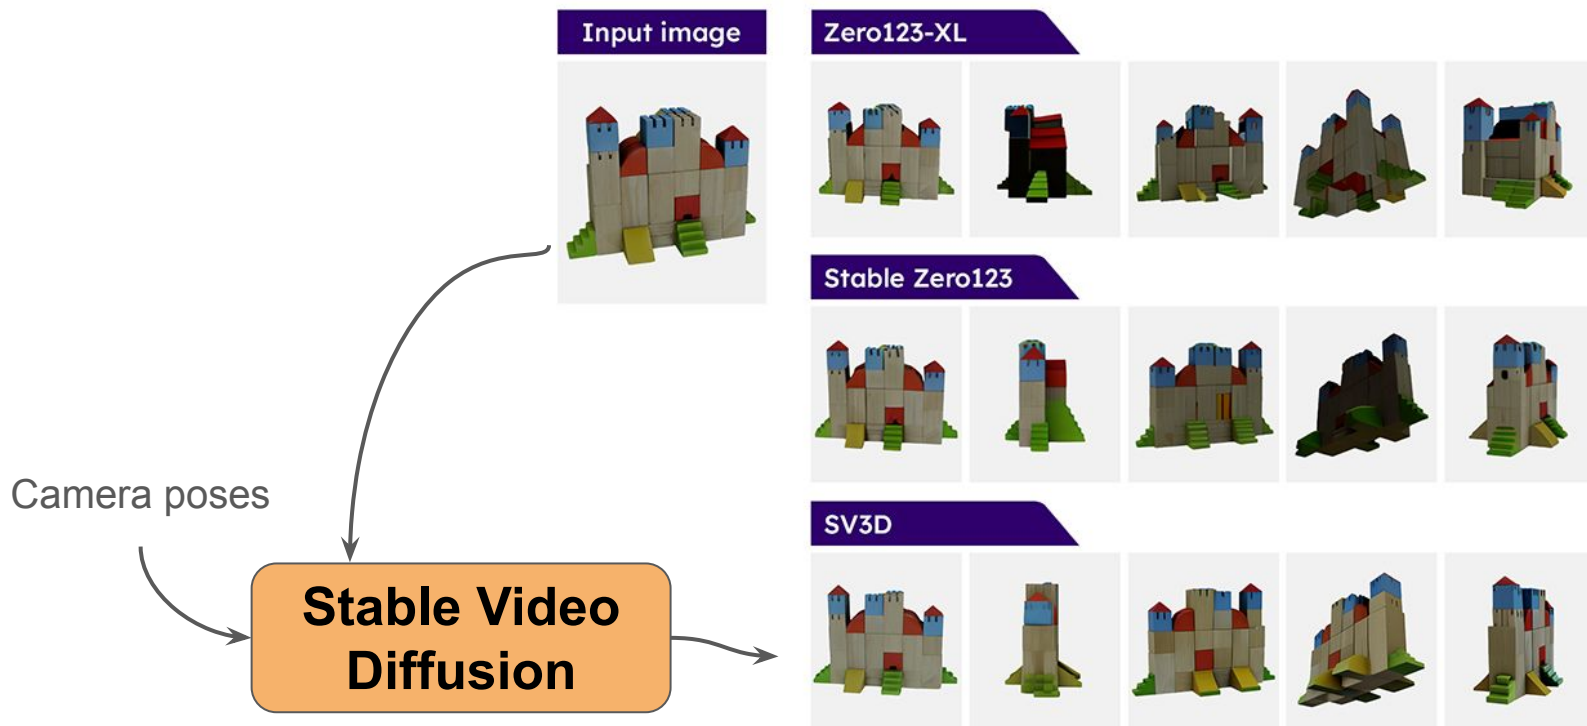 Input image
Zero123-XL
Stable Zero123
Camera poses
SV3D
Stable Video
Diffusion